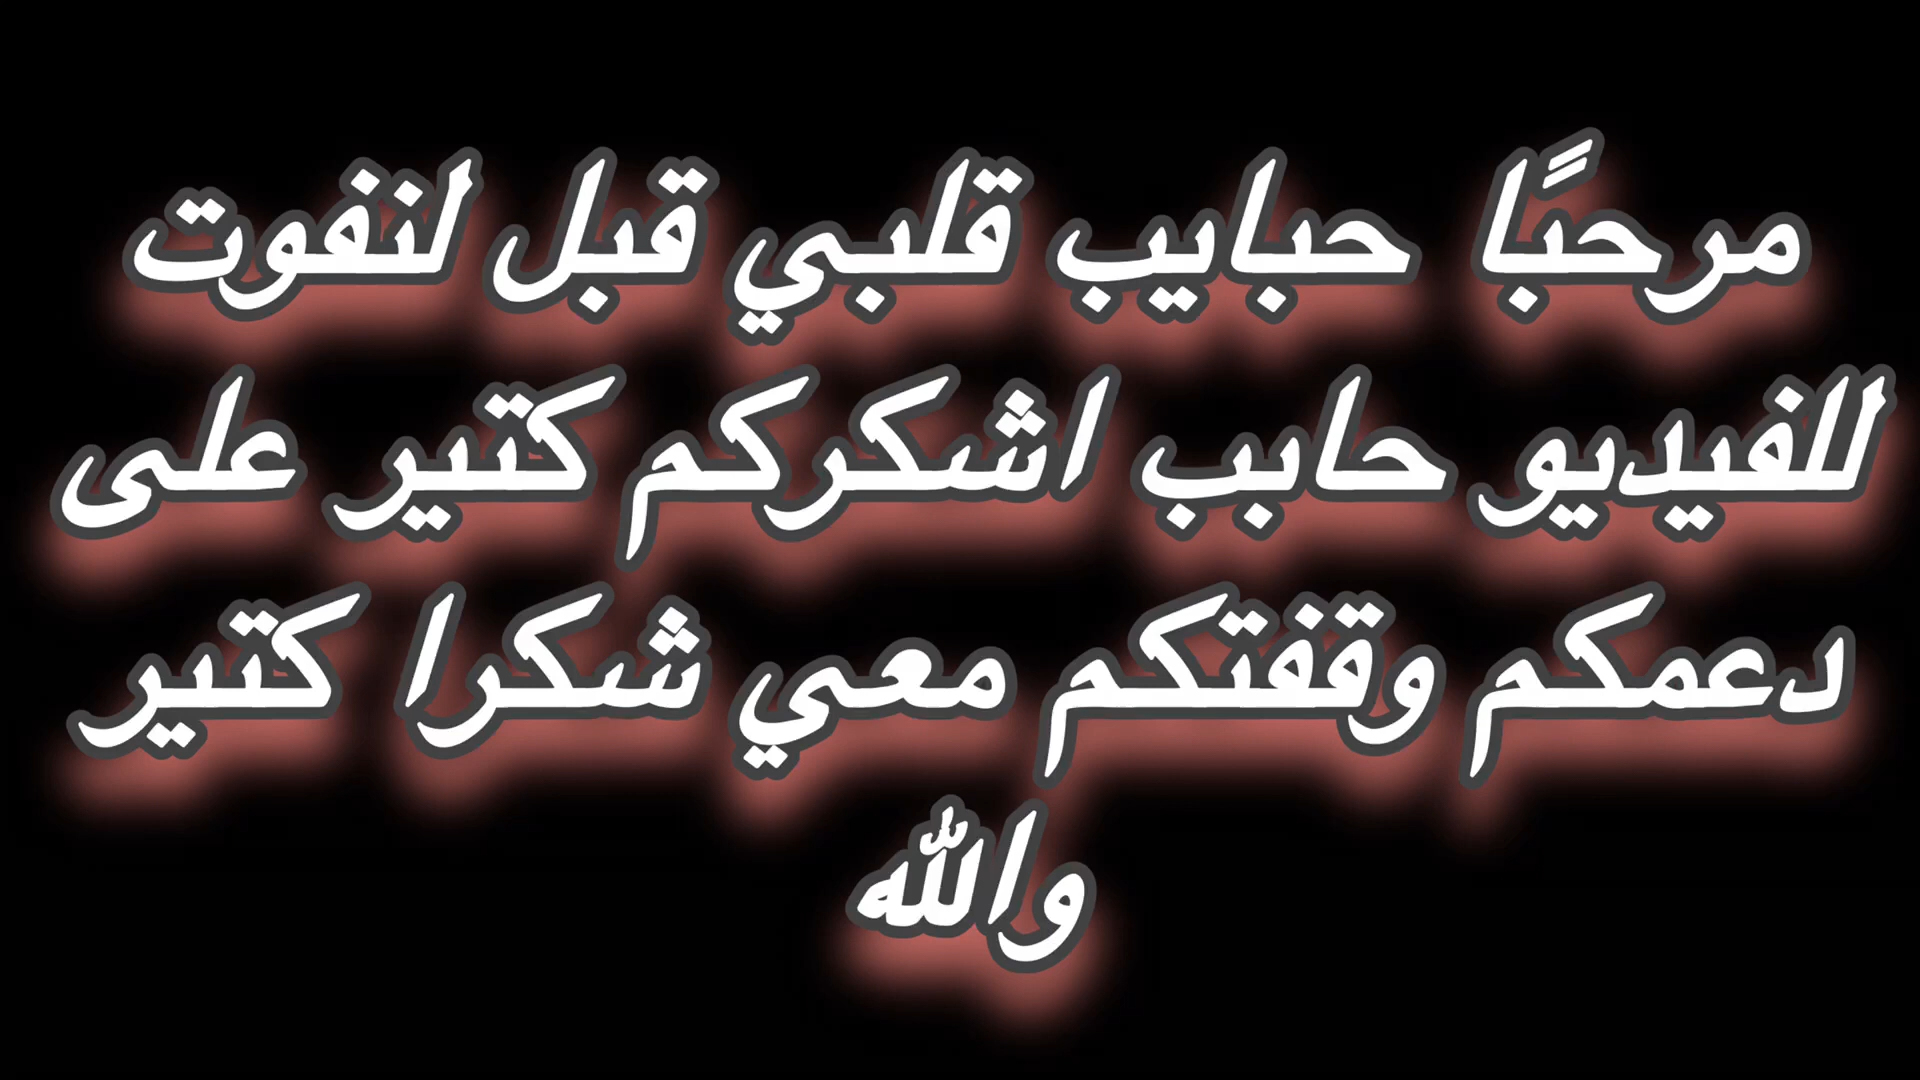 مرحبًا حبايب قلبي قبل لنفوت
للفيديو حابب اشكركم كتير على
دعمكم وقفتكم معي شكرا كتير
والله